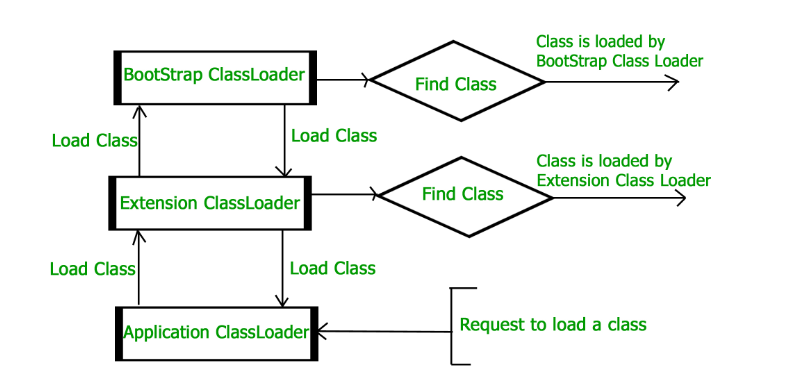 Class is loaded by
BootStrap Class Loader
BootStrap ClassLoader
Find Class
Load Class
Load Class
Class is loaded by
Extension Class Loader
Extension ClassLoader
Find Class
Load Class
Load Class
Application ClassLoader
Request to load a class